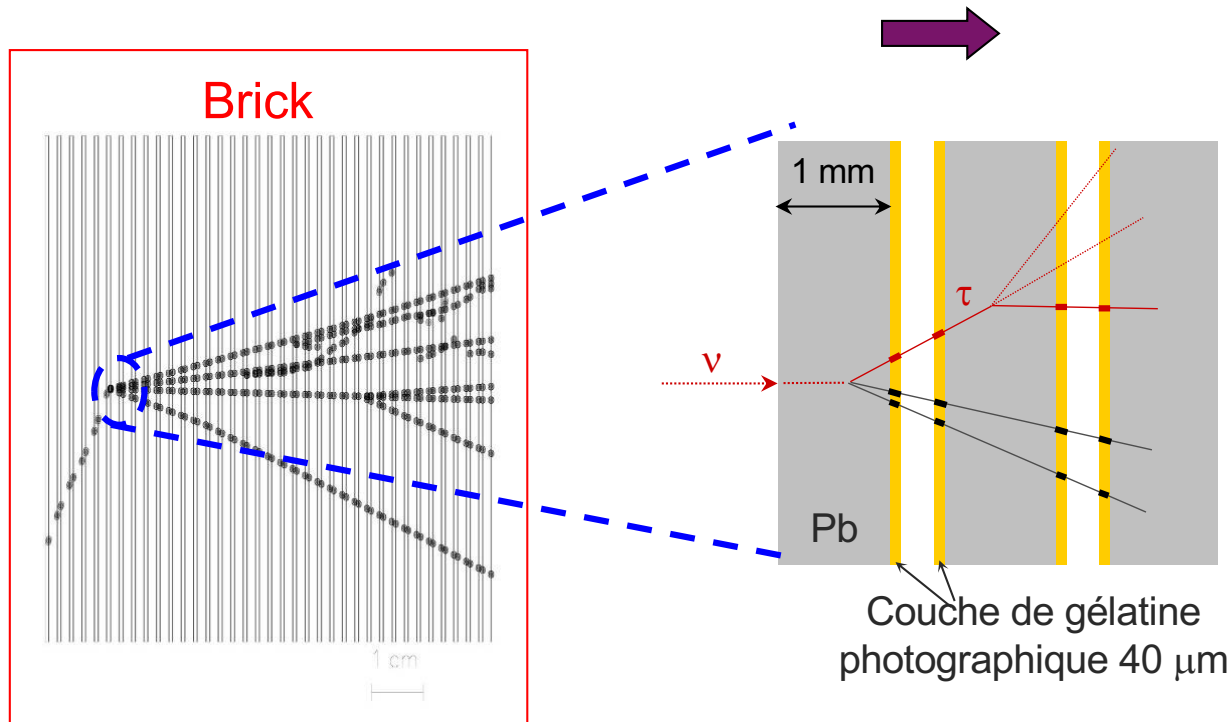 Brick
1 cm
1 mm
τ
ν
Pb
Couche de gélatine
photographique 40 μm